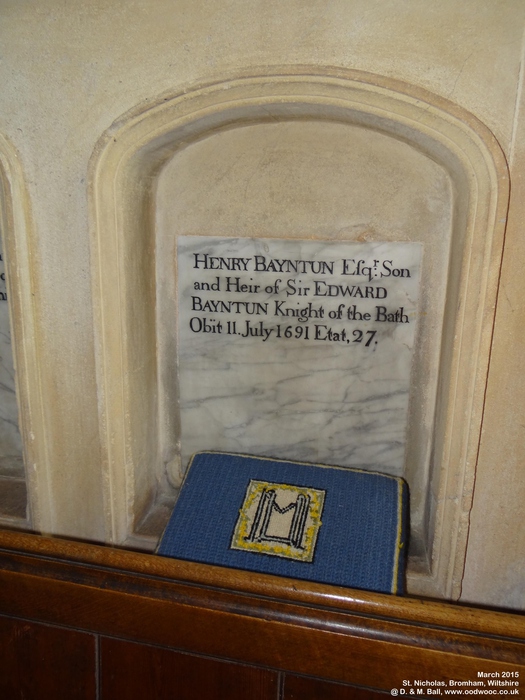 HENRY BAYNTUN Eſqr. Son
and Heir of Sir EDWARD
BAYNTUN Knight of the Bath
Obiit 11. July 1691 Etat, 27.
M
March 2015
St. Nicholas, Bromham, Wiltshire
@ D. & M. Ball, www.oodwooc.co.uk